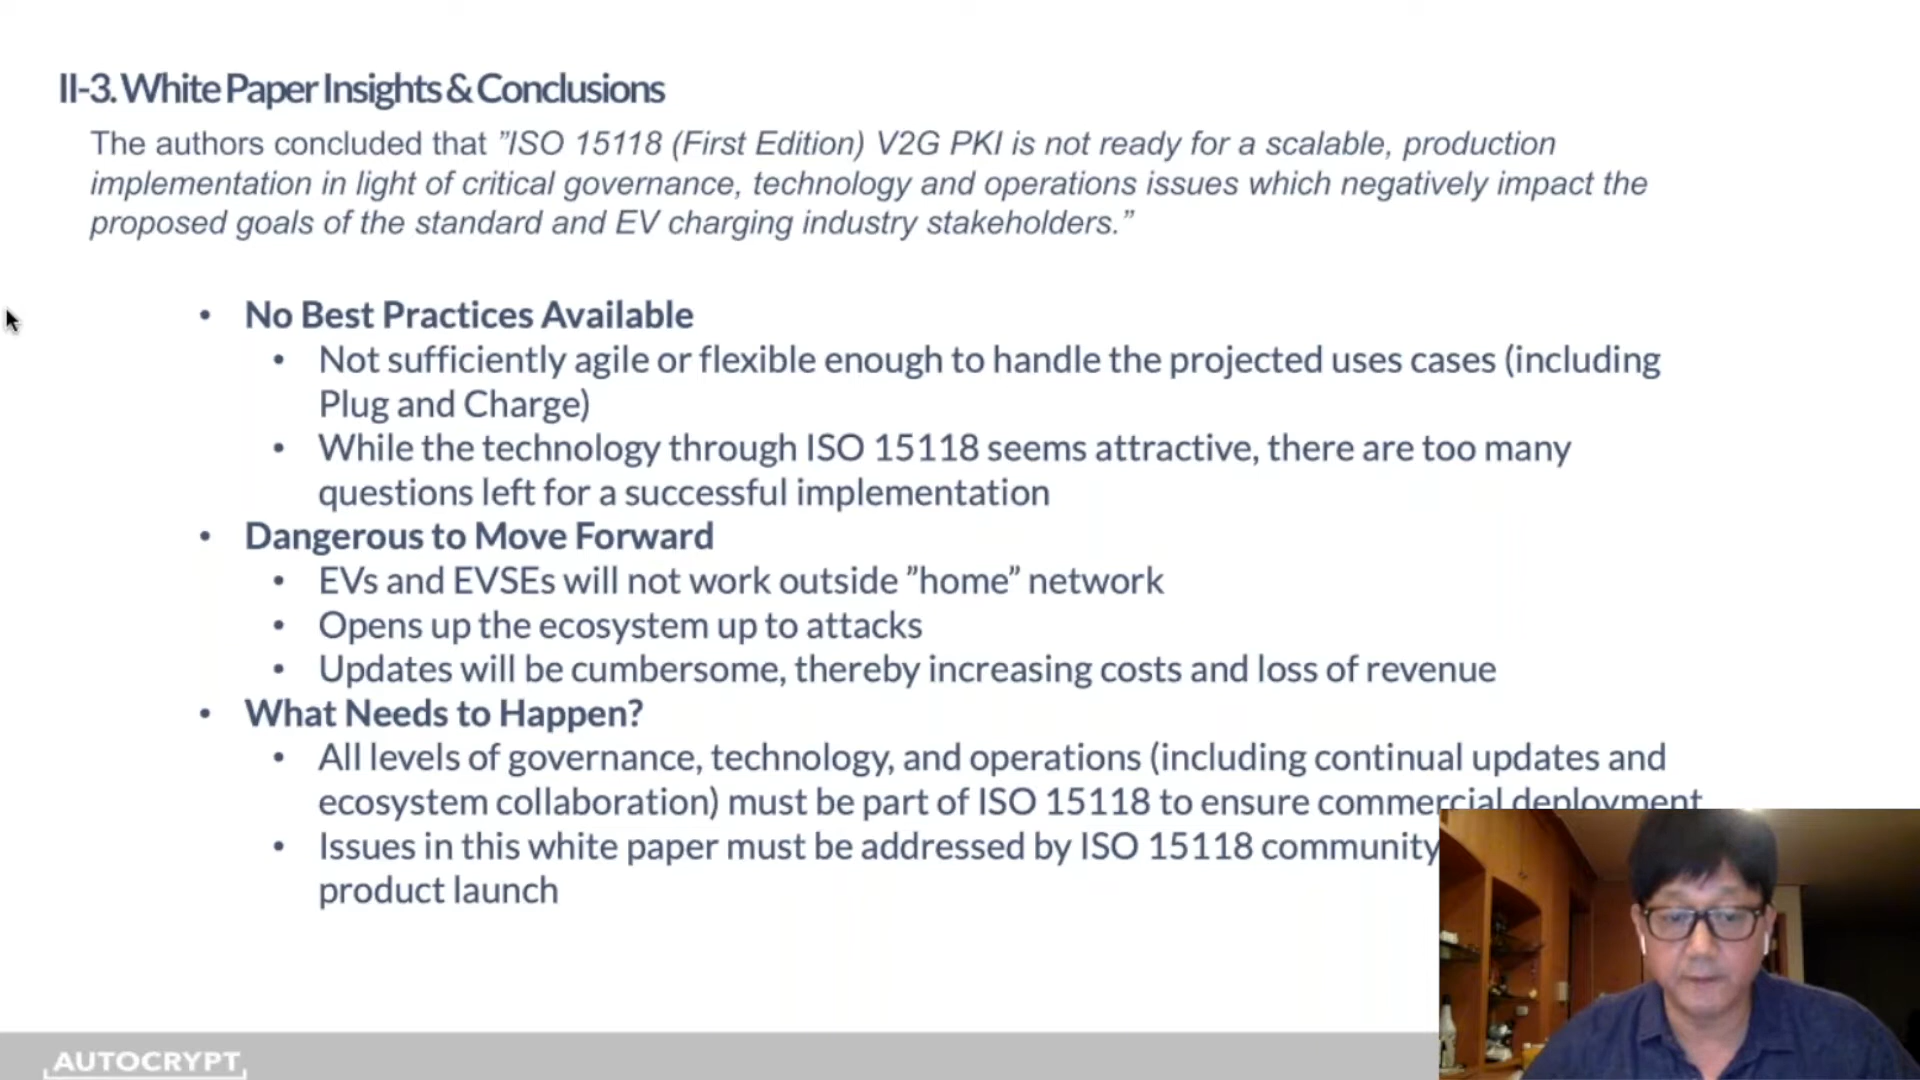 II-3. White Paper Insights & Conclusions
The authors concluded that ”ISO 15118 (First Edition) V2G PKI is not ready for a scalable, production
implementation in light of critical governance, technology and operations issues which negatively impact the
proposed goals of the standard and EV charging industry stakeholders.”
• No Best Practices Available
• Not sufficiently agile or flexible enough to handle the projected uses cases (including
Plug and Charge)
• While the technology through ISO 15118 seems attractive, there are too many
questions left for a successful implementation
• Dangerous to Move Forward
• EVs and EVSEs will not work outside ”home” network
• Opens up the ecosystem up to attacks
• Updates will be cumbersome, thereby increasing costs and loss of revenue
• What Needs to Happen?
• All levels of governance, technology, and operations (including continual updates and
ecosystem collaboration) must be part of ISO 15118 to ensure commercial deployment
• Issues in this white paper must be addressed by ISO 15118 community
product launch
AUTOCRYPT